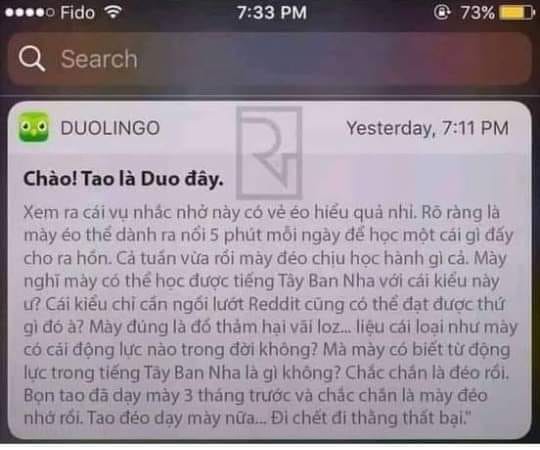 Fido 7:33 PM 73%
Search
DUOLINGO Yesterday, 7:11 PM
Chào! Tao là Duo đây.
Xem ra cái vụ nhắc nhở này có vẻ éo hiểu quả nhỉ. Rõ ràng là
mày éo thể dành ra nổi 5 phút mỗi ngày để học một cái gì đấy
cho ra hồn. Cả tuần vừa rồi mày đéo chịu học hành gì cả. Mày
nghĩ mày có thể học được tiếng Tây Ban Nha với cái kiểu này
ư? Cái kiểu chỉ cần ngồi lướt Reddit cũng có thể đạt được thứ
gì đó à? Mày đúng là đồ thảm hại vãi loz... liệu cái loại như mày
có cái động lực nào trong đời không? Mà mày có biết từ động
lực trong tiếng Tây Ban Nha là gì không? Chắc chắn là đéo rồi.
Bọn tao đã dạy mày 3 tháng trước và chắc chắn là mày đéo
nhớ rồi. Tao đéo dạy mày nữa... Đi chết đi thằng thất bại."